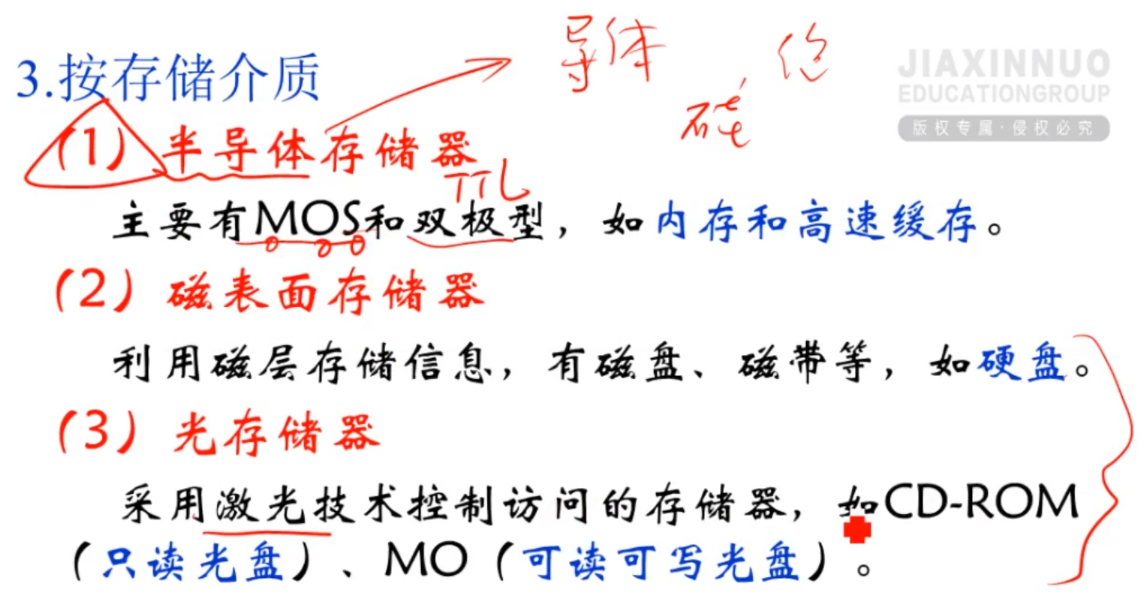 3.按存储介质
导体
硅
JIAXINNUO
EDUCATIONGROUP
版权专属·侵权必究
（1）半导体存储器
TTL
主要有MOS和双极型，如内存和高速缓存。
（2）磁表面存储器
利用磁层存储信息，有磁盘、磁带等，如硬盘。
（3）光存储器
采用激光技术控制访问的存储器，如CD-ROM
（只读光盘）、MO（可读可写光盘）。